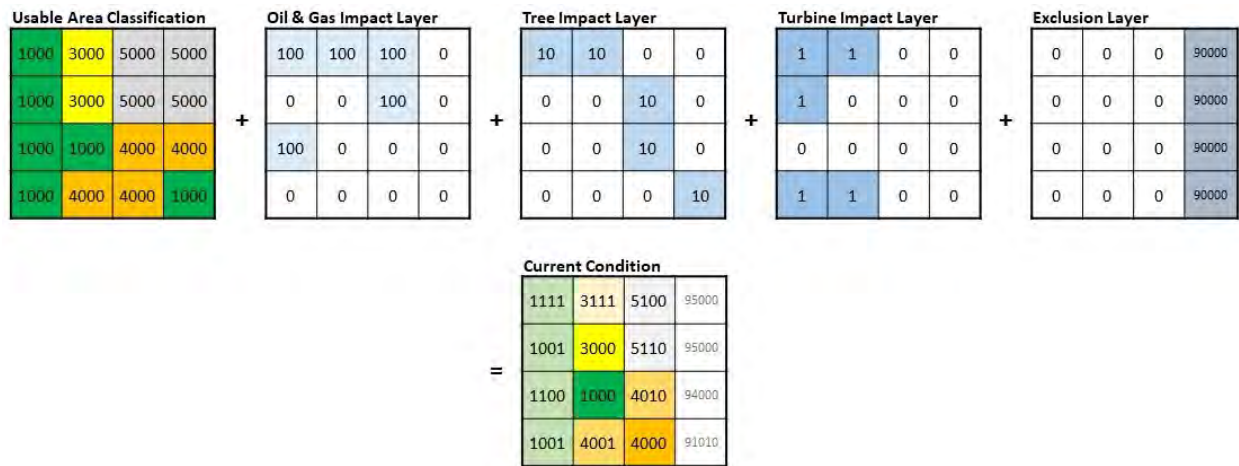 Usable Area Classification Oil & Gas Impact Layer Tree Impact Layer Turbine Impact Layer Exclusion Layer
1000 3000 5000 5000 100 100 100 0 10 10 0 0 1 1 0 0 0 0 0 90000
1000 3000 5000 5000 0 0 100 0 0 0 10 0 1 0 0 0 0 0 0 90000
+ + + +
1000 1000 4000 4000 100 0 0 0 0 0 10 0 0 0 0 0 0 0 0 90000
1000 4000 4000 1000 0 0 0 0 0 0 0 10 1 1 0 0 0 0 0 90000
Current Condition
1111 3111 5100 95000
1001 3000 5110 95000
=
1100 1000 4010 94000
1001 4001 4000 91010